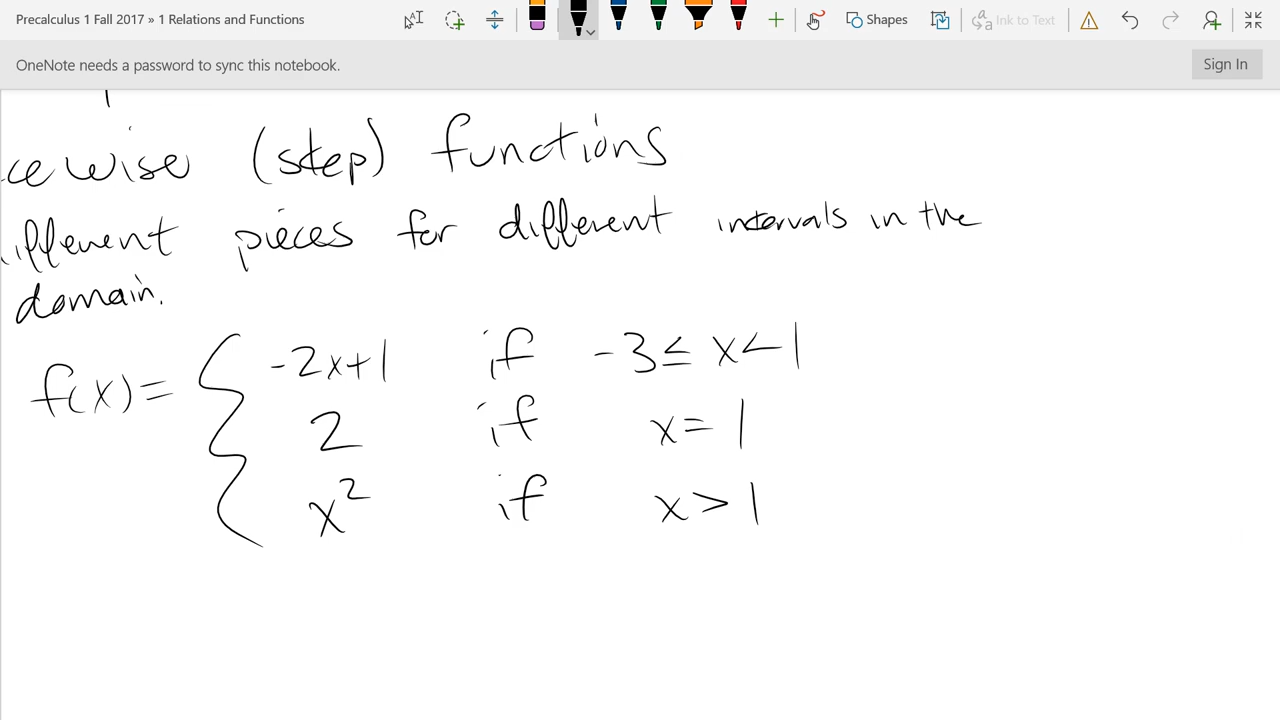 Precalculus 1 Fall 2017 » 1 Relations and Functions
Shapes
Ink to Text
OneNote needs a password to sync this notebook.
Sign In
cewise (step) functions
ifferent pieces for different intervals in the
domain.
f(x)= { -2x+1 if -3 ≤ x < 1
2 if x = 1
x² if x > 1